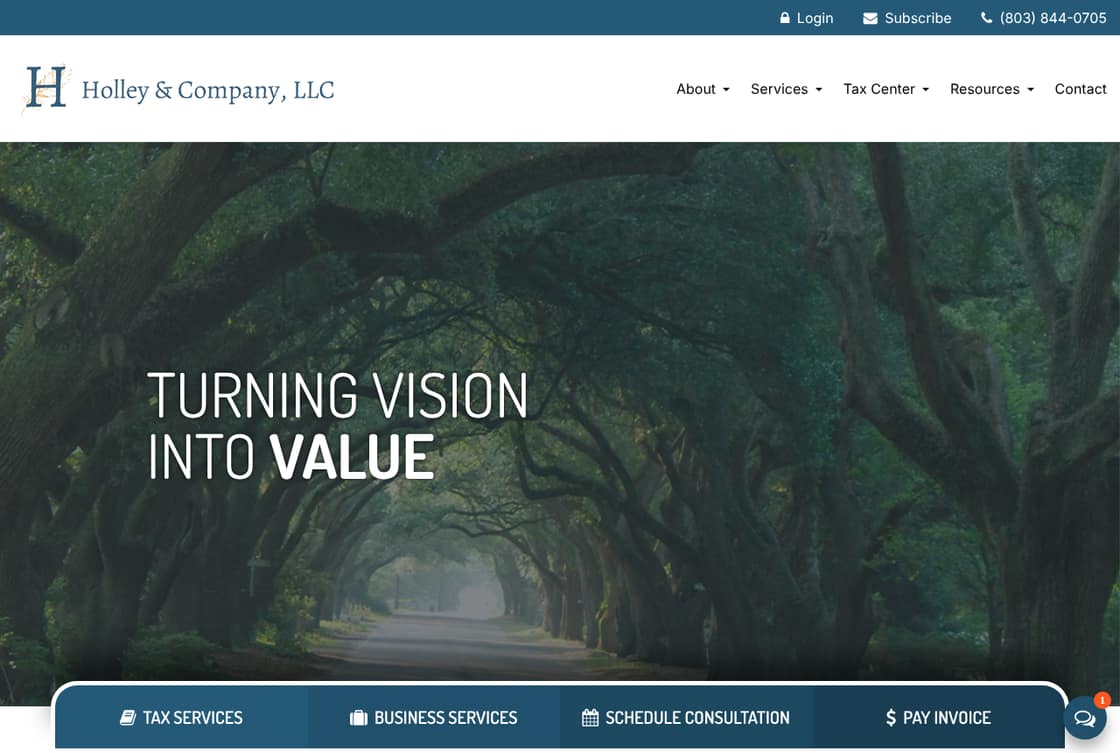 Login Subscribe (803) 844-0705
H Holley & Company, LLC
About Services Tax Center Resources Contact
TURNING VISION
INTO VALUE
TAX SERVICES BUSINESS SERVICES SCHEDULE CONSULTATION $ PAY INVOICE
1